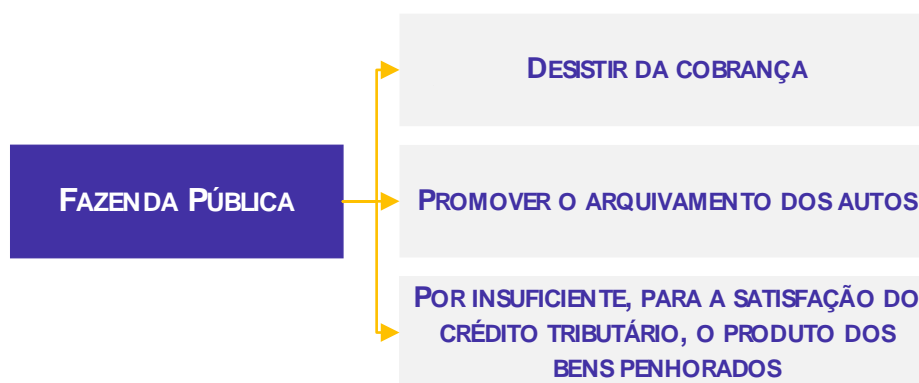 FAZENDA PÚBLICA
DESISTIR DA COBRANÇA
PROMOVER O ARQUIVAMENTO DOS AUTOS
POR INSUFICIENTE, PARA A SATISFAÇÃO DO
CRÉDITO TRIBUTÁRIO, O PRODUTO DOS
BENS PENHORADOS